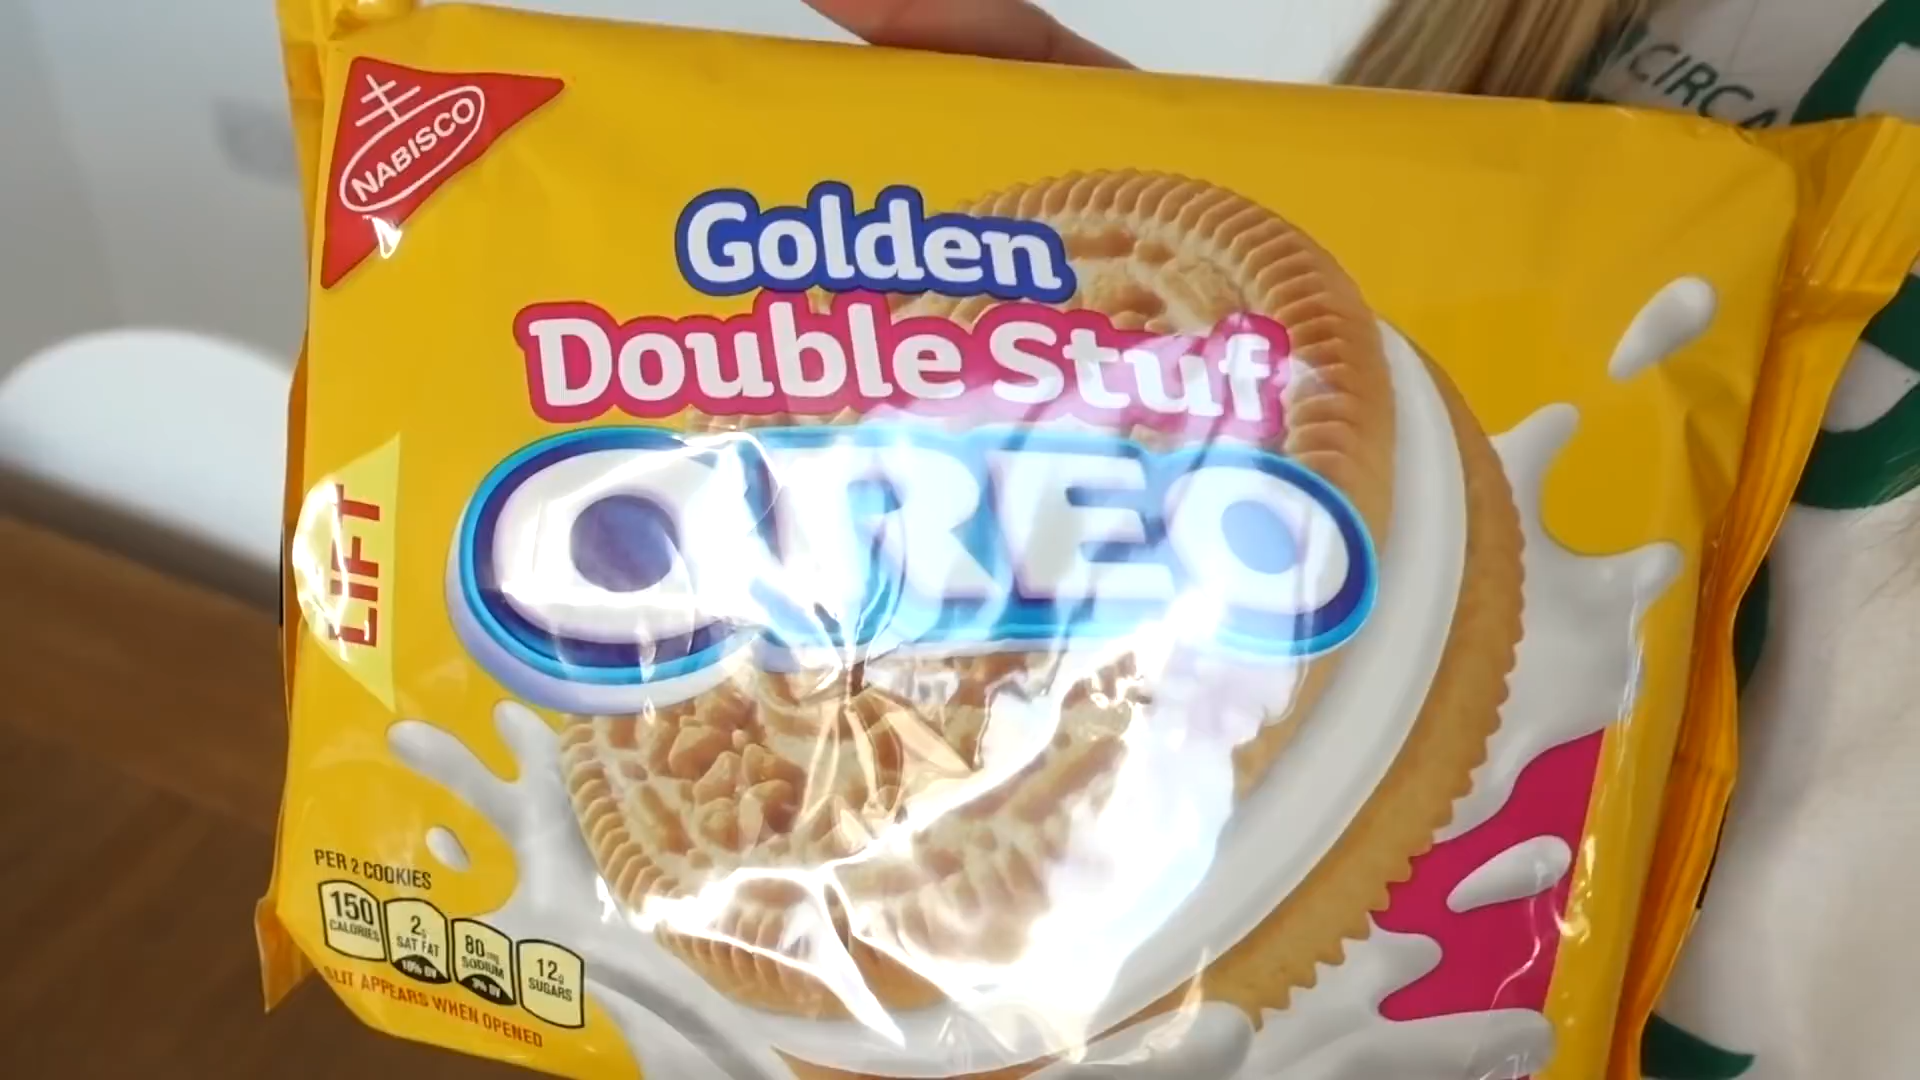 CIRCA
NABISCO
Golden
Double Stuf
OREO
LIFT
PER 2 COOKIES
150
CALORIES
2g
SAT FAT
10% DV
80mg
SODIUM
3% DV
12g
SUGARS
SLIT APPEARS WHEN OPENED